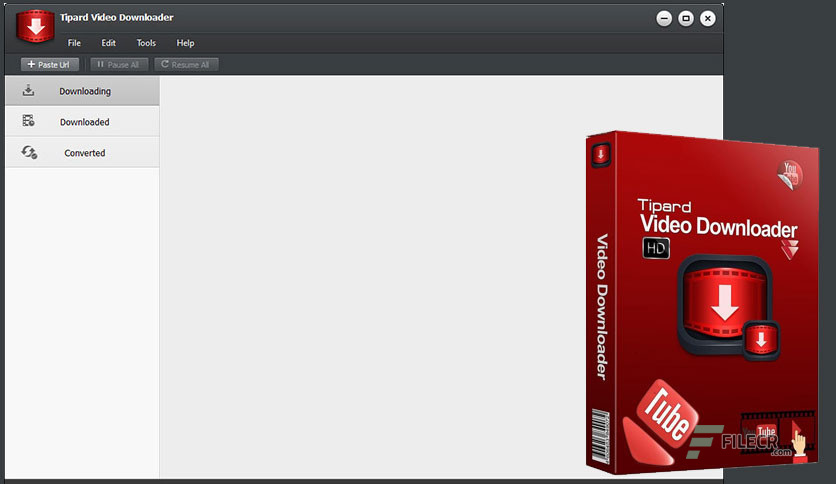 Tipard Video Downloader
File Edit Tools Help
+ Paste Url Pause All Resume All
Downloading
Downloaded
Converted
You
Tipard
Video Downloader
HD
Video Downloader
Tube
You Tube
FILECR
.com